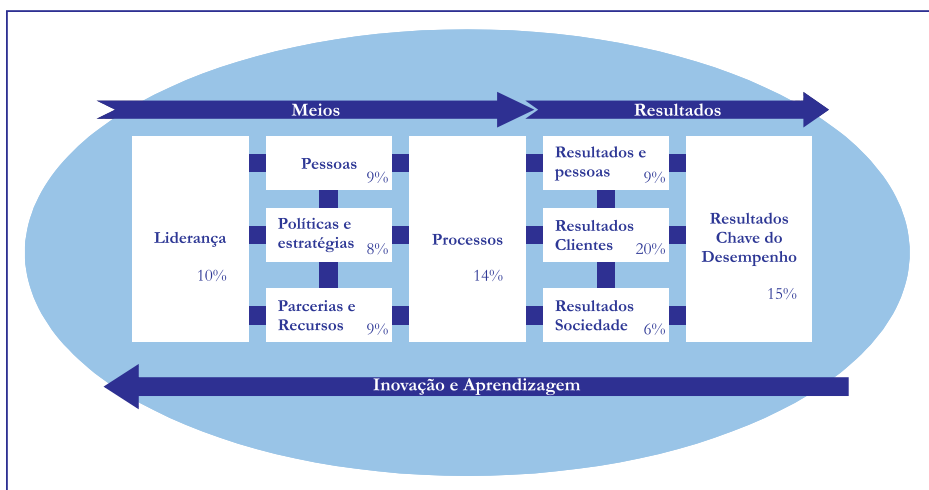 Meios
Resultados
Liderança
10%
Pessoas
9%
Políticas e
estratégias
8%
Parcerias e
Recursos
9%
Processos
14%
Resultados e
pessoas
9%
Resultados
Clientes
20%
Resultados
Sociedade
6%
Resultados
Chave do
Desempenho
15%
Inovação e Aprendizagem